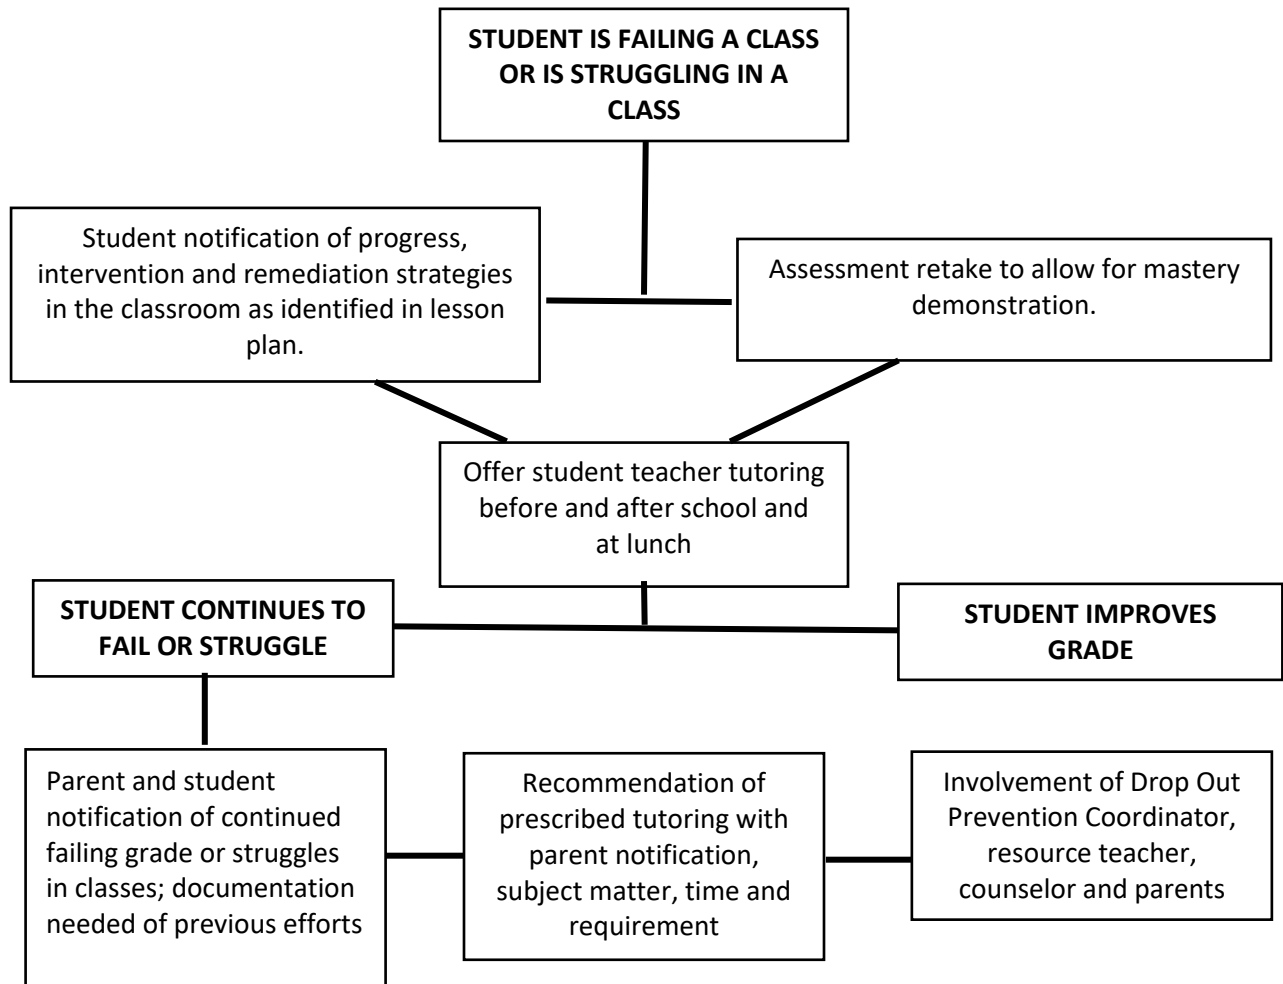 STUDENT IS FAILING A CLASS
OR IS STRUGGLING IN A
CLASS
Student notification of progress,
intervention and remediation strategies
in the classroom as identified in lesson
plan.
Assessment retake to allow for mastery
demonstration.
Offer student teacher tutoring
before and after school and
at lunch
STUDENT CONTINUES TO
FAIL OR STRUGGLE
STUDENT IMPROVES
GRADE
Parent and student
notification of continued
failing grade or struggles
in classes; documentation
needed of previous efforts
Recommendation of
prescribed tutoring with
parent notification,
subject matter, time and
requirement
Involvement of Drop Out
Prevention Coordinator,
resource teacher,
counselor and parents